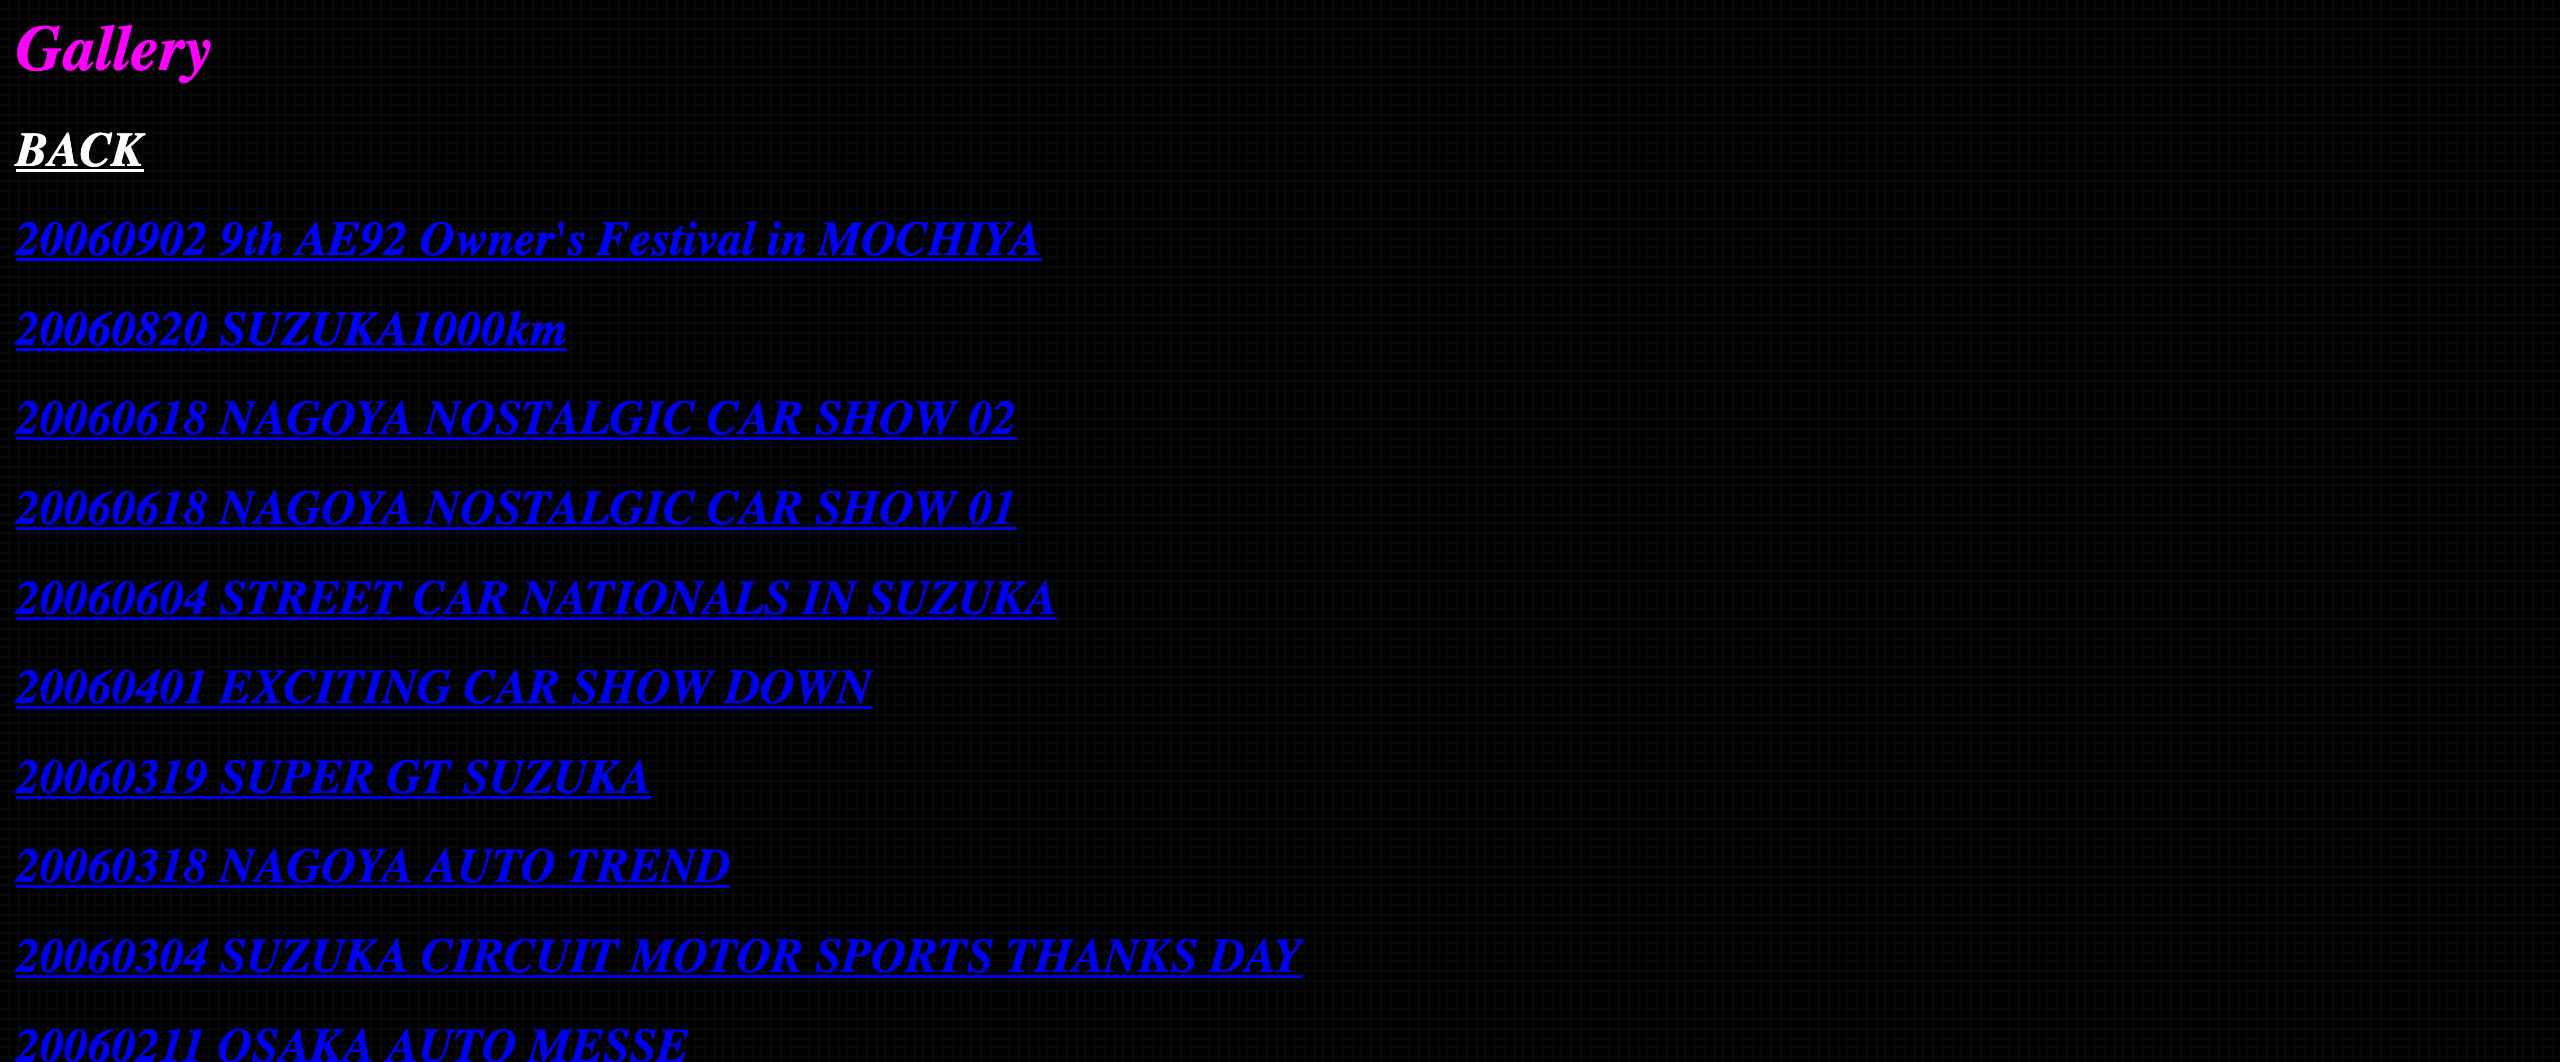 Gallery
BACK
20060902 9th AE92 Owner's Festival in MOCHIYA
20060820 SUZUKA1000km
20060618 NAGOYA NOSTALGIC CAR SHOW 02
20060618 NAGOYA NOSTALGIC CAR SHOW 01
20060604 STREET CAR NATIONALS IN SUZUKA
20060401 EXCITING CAR SHOW DOWN
20060319 SUPER GT SUZUKA
20060318 NAGOYA AUTO TREND
20060304 SUZUKA CIRCUIT MOTOR SPORTS THANKS DAY
20060211 OSAKA AUTO MESSE